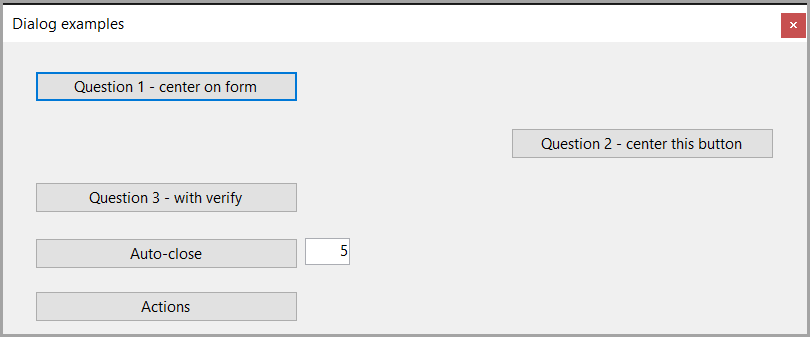 Dialog examples
Question 1 - center on form
Question 2 - center this button
Question 3 - with verify
Auto-close
5
Actions